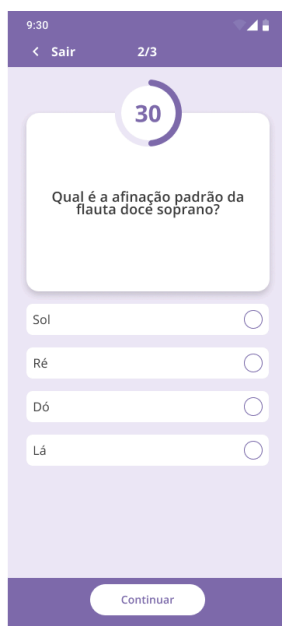 9:30
Sair 2/3
30
Qual é a afinação padrão da
flauta doce soprano?
Sol
Ré
Dó
Lá
Continuar